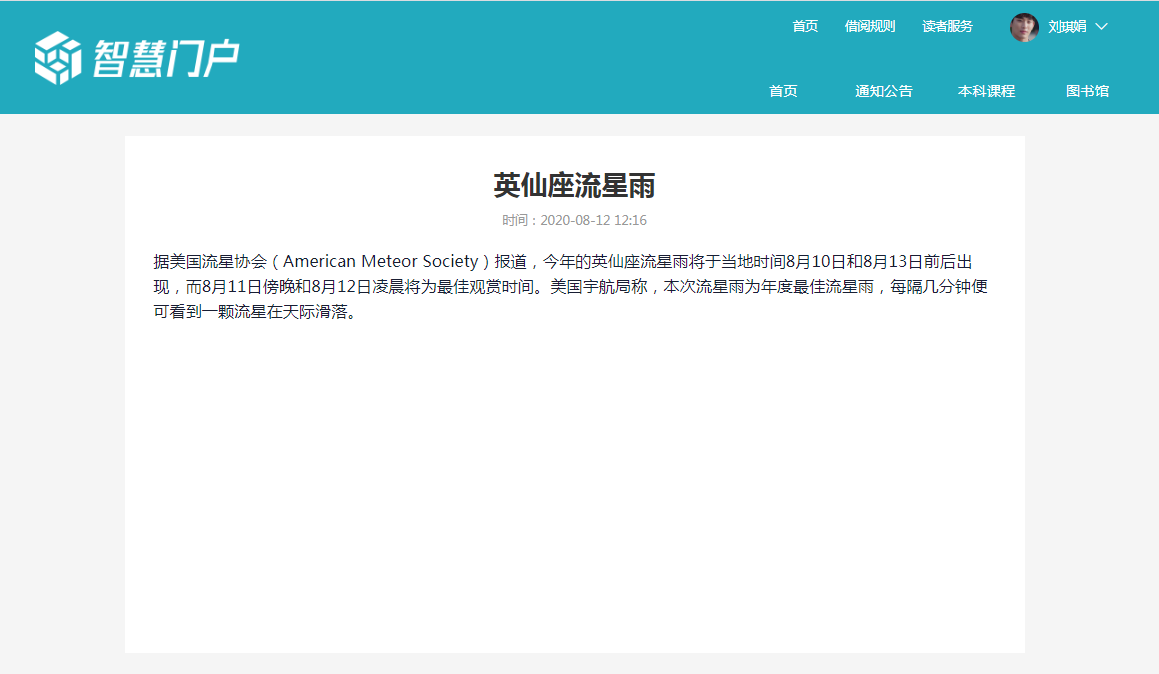 首页 借阅规则 读者服务 刘琪娟
智慧门户
首页 通知公告 本科课程 图书馆
英仙座流星雨
时间：2020-08-12 12:16
据美国流星协会（American Meteor Society）报道，今年的英仙座流星雨将于当地时间8月10日和8月13日前后出
现，而8月11日傍晚和8月12日凌晨将为最佳观赏时间。美国宇航局称，本次流星雨为年度最佳流星雨，每隔几分钟便
可看到一颗流星在天际滑落。